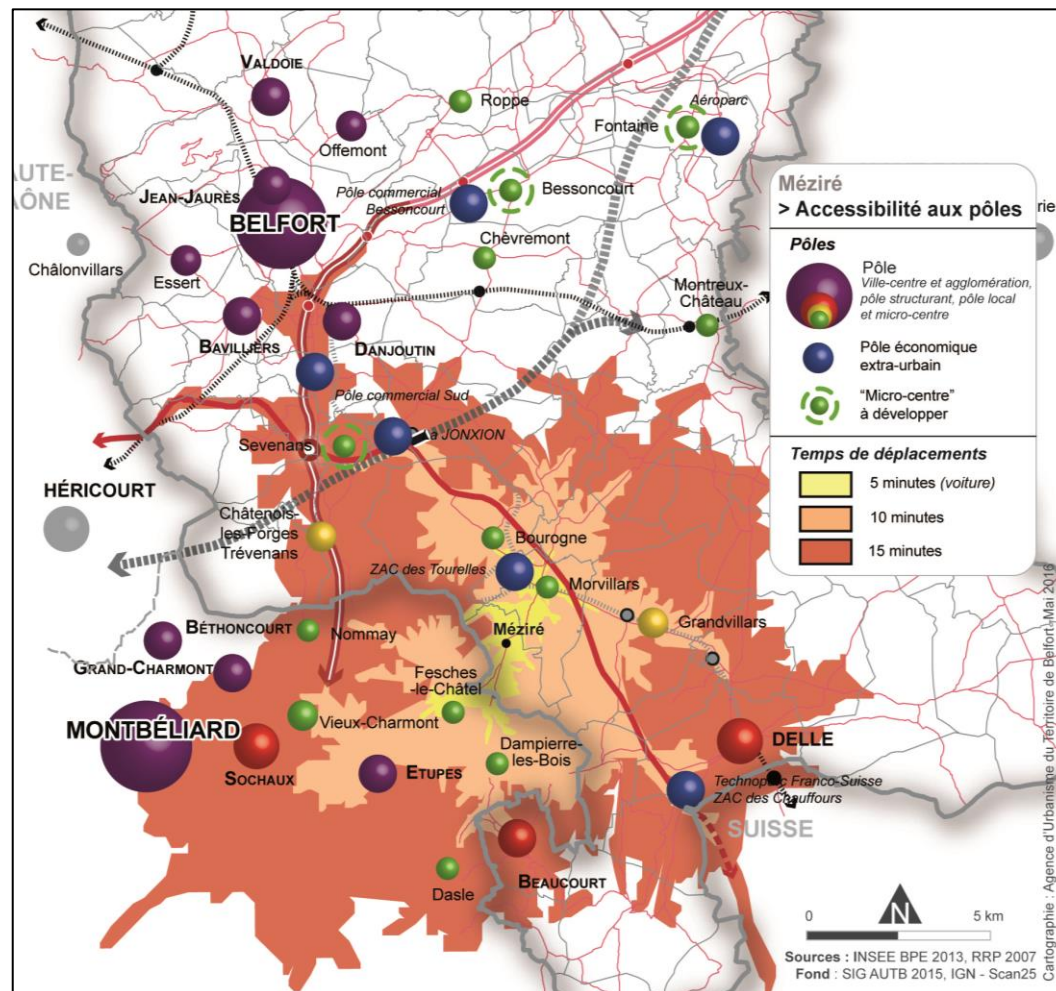 VALDOIE
Roppe
Offemont
Aéroparc
Fontaine
AUTE-
AÔNE
JEAN-JAURÈS
BELFORT
Pôle commercial
Bessoncourt
Bessoncourt
Châlonvillars
Essert
Chèvremont
Montreux-
Château
BAVILLIERS
DANJOUTIN
Pôle commercial Sud
Sevenans
la JONXION
HÉRICOURT
Châtenois-
les-Forges
Trévenans
Bourogne
ZAC des Tourelles
Morvillars
Grandvillars
Méziré
BÉTHONCOURT
Nommay
GRAND-CHARMONT
Fesches
-le-Châtel
MONTBÉLIARD
Vieux-Charmont
SOCHAUX
ETUPES
Dampierre-
les-Bois
DELLE
Technoparc Franco-Suisse
ZAC des Chauffours
SUISSE
BEAUCOURT
Dasle
Méziré
> Accessibilité aux pôles
Pôles
Pôle
Ville-centre et agglomération,
pôle structurant, pôle local
et micro-centre
Pôle économique
extra-urbain
"Micro-centre"
à développer
Temps de déplacements
5 minutes (voiture)
10 minutes
15 minutes
rie
N
0 5 km
Sources : INSEE BPE 2013, RRP 2007
Fond : SIG AUTB 2015, IGN - Scan25
Cartographie : Agence d'Urbanisme du Territoire de Belfort, Mai 2016